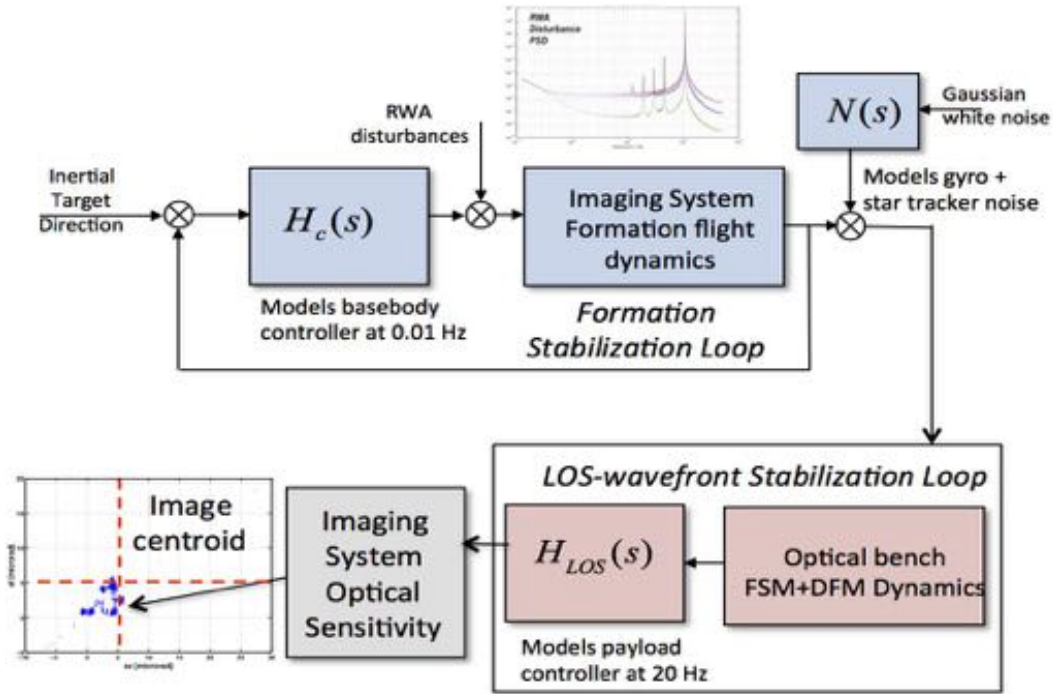 RWA
Disturbance
PSD
N(s)
Gaussian
white noise
RWA
disturbances
Inertial
Target
Direction
H_c(s)
Imaging System
Formation flight
dynamics
Models gyro +
star tracker noise
Models basebody
controller at 0.01 Hz
Formation
Stabilization Loop
LOS-wavefront Stabilization Loop
Image
centroid
Imaging
System
Optical
Sensitivity
H_LOS(s)
Optical bench
FSM+DFM Dynamics
Models payload
controller at 20 Hz